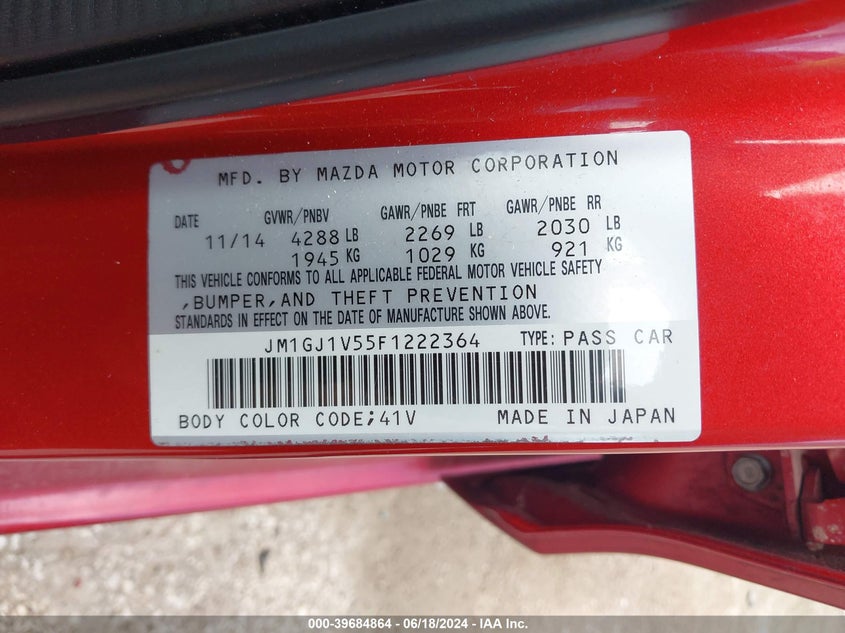 MFD. BY MAZDA MOTOR CORPORATION
DATE GVWR/PNBV GAWR/PNBE FRT GAWR/PNBE RR
11/14 4288 LB 2269 LB 2030 LB
1945 KG 1029 KG 921 KG
THIS VEHICLE CONFORMS TO ALL APPLICABLE FEDERAL MOTOR VEHICLE SAFETY
,BUMPER,AND THEFT PREVENTION
STANDARDS IN EFFECT ON THE DATE OF MANUFACTURE SHOWN ABOVE.
JM1GJ1V55F1222364 TYPE: PASS CAR
BODY COLOR CODE;41V MADE IN JAPAN
000-39684864 - 06/18/2024 - IAA Inc.